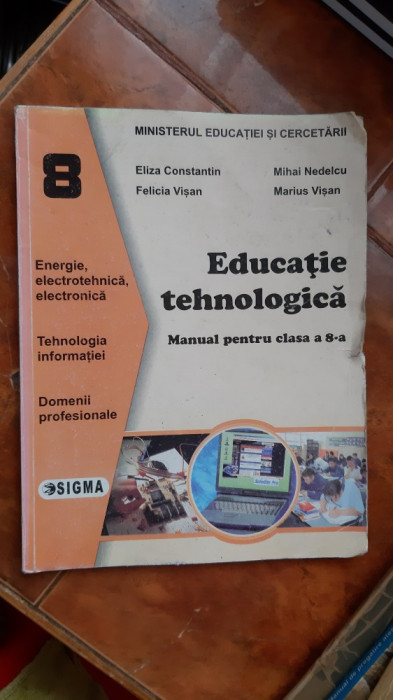 MINISTERUL EDUCAȚIEI ȘI CERCETĂRII
Eliza Constantin
Mihai Nedelcu
Felicia Vișan
Marius Vișan
8
Educaţie
tehnologică
Manual pentru clasa a 8-a
Energie,
electrotehnică,
electronică
Tehnologia
informației
Domenii
profesionale
SIGMA